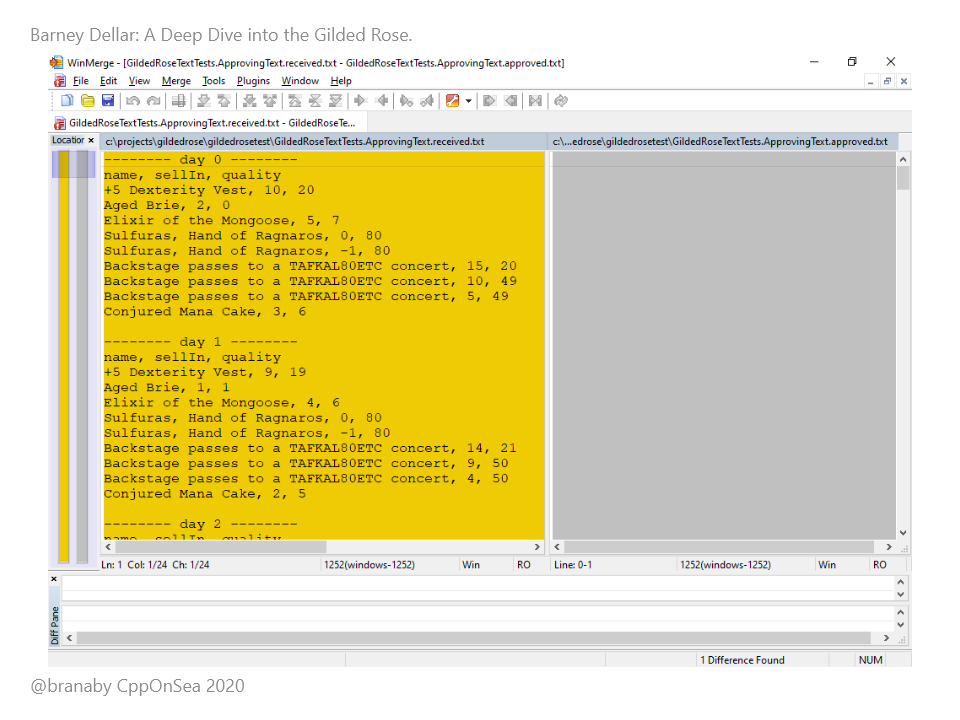 Barney Dellar: A Deep Dive into the Gilded Rose.
WinMerge - [GildedRoseTextTests.ApprovingText.received.txt - GildedRoseTextTests.ApprovingText.approved.txt]
File Edit View Merge Tools Plugins Window Help
GildedRoseTextTests.ApprovingText.received.txt - GildedRoseTe...
Location
c:\projects\gildedrose\gildedrosetest\GildedRoseTextTests.ApprovingText.received.txt
c:\...edrose\gildedrosetest\GildedRoseTextTests.ApprovingText.approved.txt
-------- day 0 --------
name, sellIn, quality
+5 Dexterity Vest, 10, 20
Aged Brie, 2, 0
Elixir of the Mongoose, 5, 7
Sulfuras, Hand of Ragnaros, 0, 80
Sulfuras, Hand of Ragnaros, -1, 80
Backstage passes to a TAFKAL80ETC concert, 15, 20
Backstage passes to a TAFKAL80ETC concert, 10, 49
Backstage passes to a TAFKAL80ETC concert, 5, 49
Conjured Mana Cake, 3, 6
-------- day 1 --------
name, sellIn, quality
+5 Dexterity Vest, 9, 19
Aged Brie, 1, 1
Elixir of the Mongoose, 4, 6
Sulfuras, Hand of Ragnaros, 0, 80
Sulfuras, Hand of Ragnaros, -1, 80
Backstage passes to a TAFKAL80ETC concert, 14, 21
Backstage passes to a TAFKAL80ETC concert, 9, 50
Backstage passes to a TAFKAL80ETC concert, 4, 50
Conjured Mana Cake, 2, 5
-------- day 2 --------
name, sellIn, quality
Ln: 1 Col: 1/24 Ch: 1/24 1252(windows-1252) Win RO
Line: 0-1 1252(windows-1252) Win RO
Diff Pane
1 Difference Found NUM
@branaby CppOnSea 2020